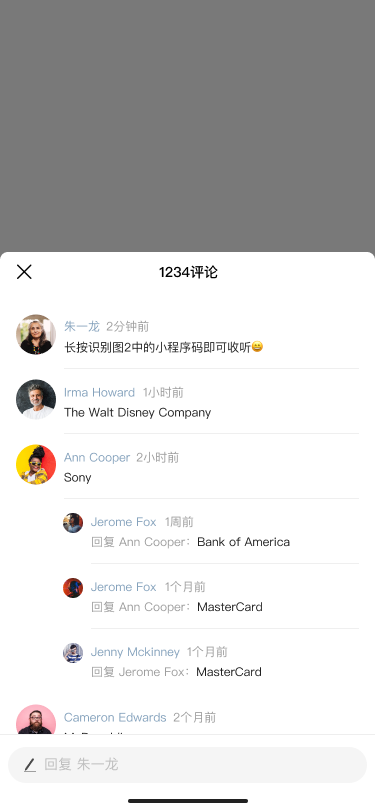 1234评论
朱一龙 2分钟前
长按识别图2中的小程序码即可收听😄
Irma Howard 1小时前
The Walt Disney Company
Ann Cooper 2小时前
Sony
Jerome Fox 1周前
回复 Ann Cooper：Bank of America
Jerome Fox 1个月前
回复 Ann Cooper：MasterCard
Jenny Mckinney 1个月前
回复 Jerome Fox：MasterCard
Cameron Edwards 2个月前
回复 朱一龙